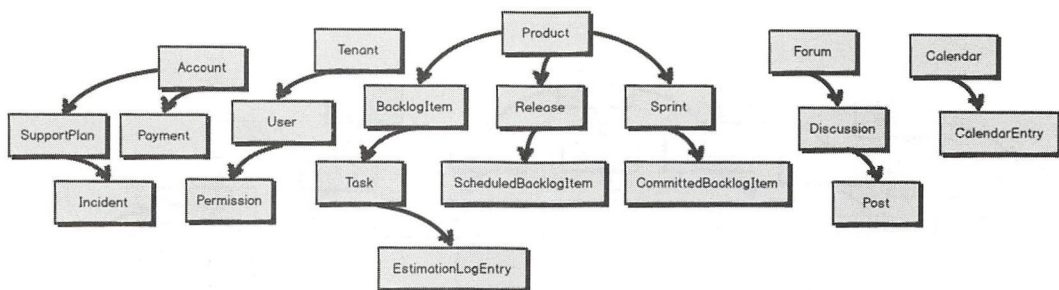 Product
Tenant
Forum
Calendar
Account
BacklogItem
Release
Sprint
User
SupportPlan
Payment
Discussion
CalendarEntry
Task
ScheduledBacklogItem
CommittedBacklogItem
Incident
Permission
Post
EstimationLogEntry